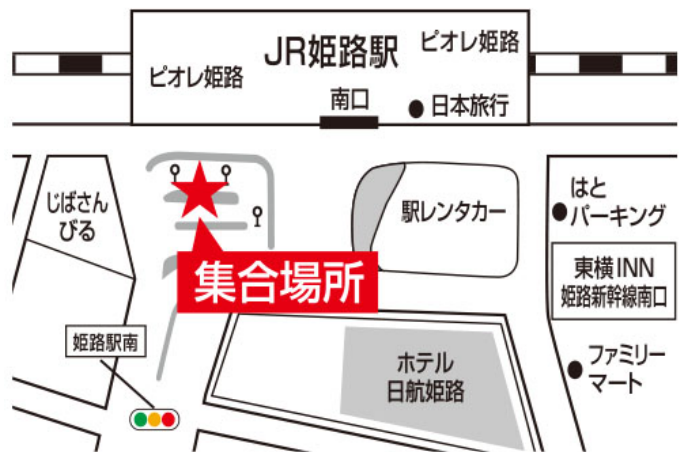 JR姫路駅
ピオレ姫路
ピオレ姫路
南口
日本旅行
じばさん
びる
駅レンタカー
はと
パーキング
集合場所
東横INN
姫路新幹線南口
姫路駅南
ホテル
日航姫路
ファミリー
マート